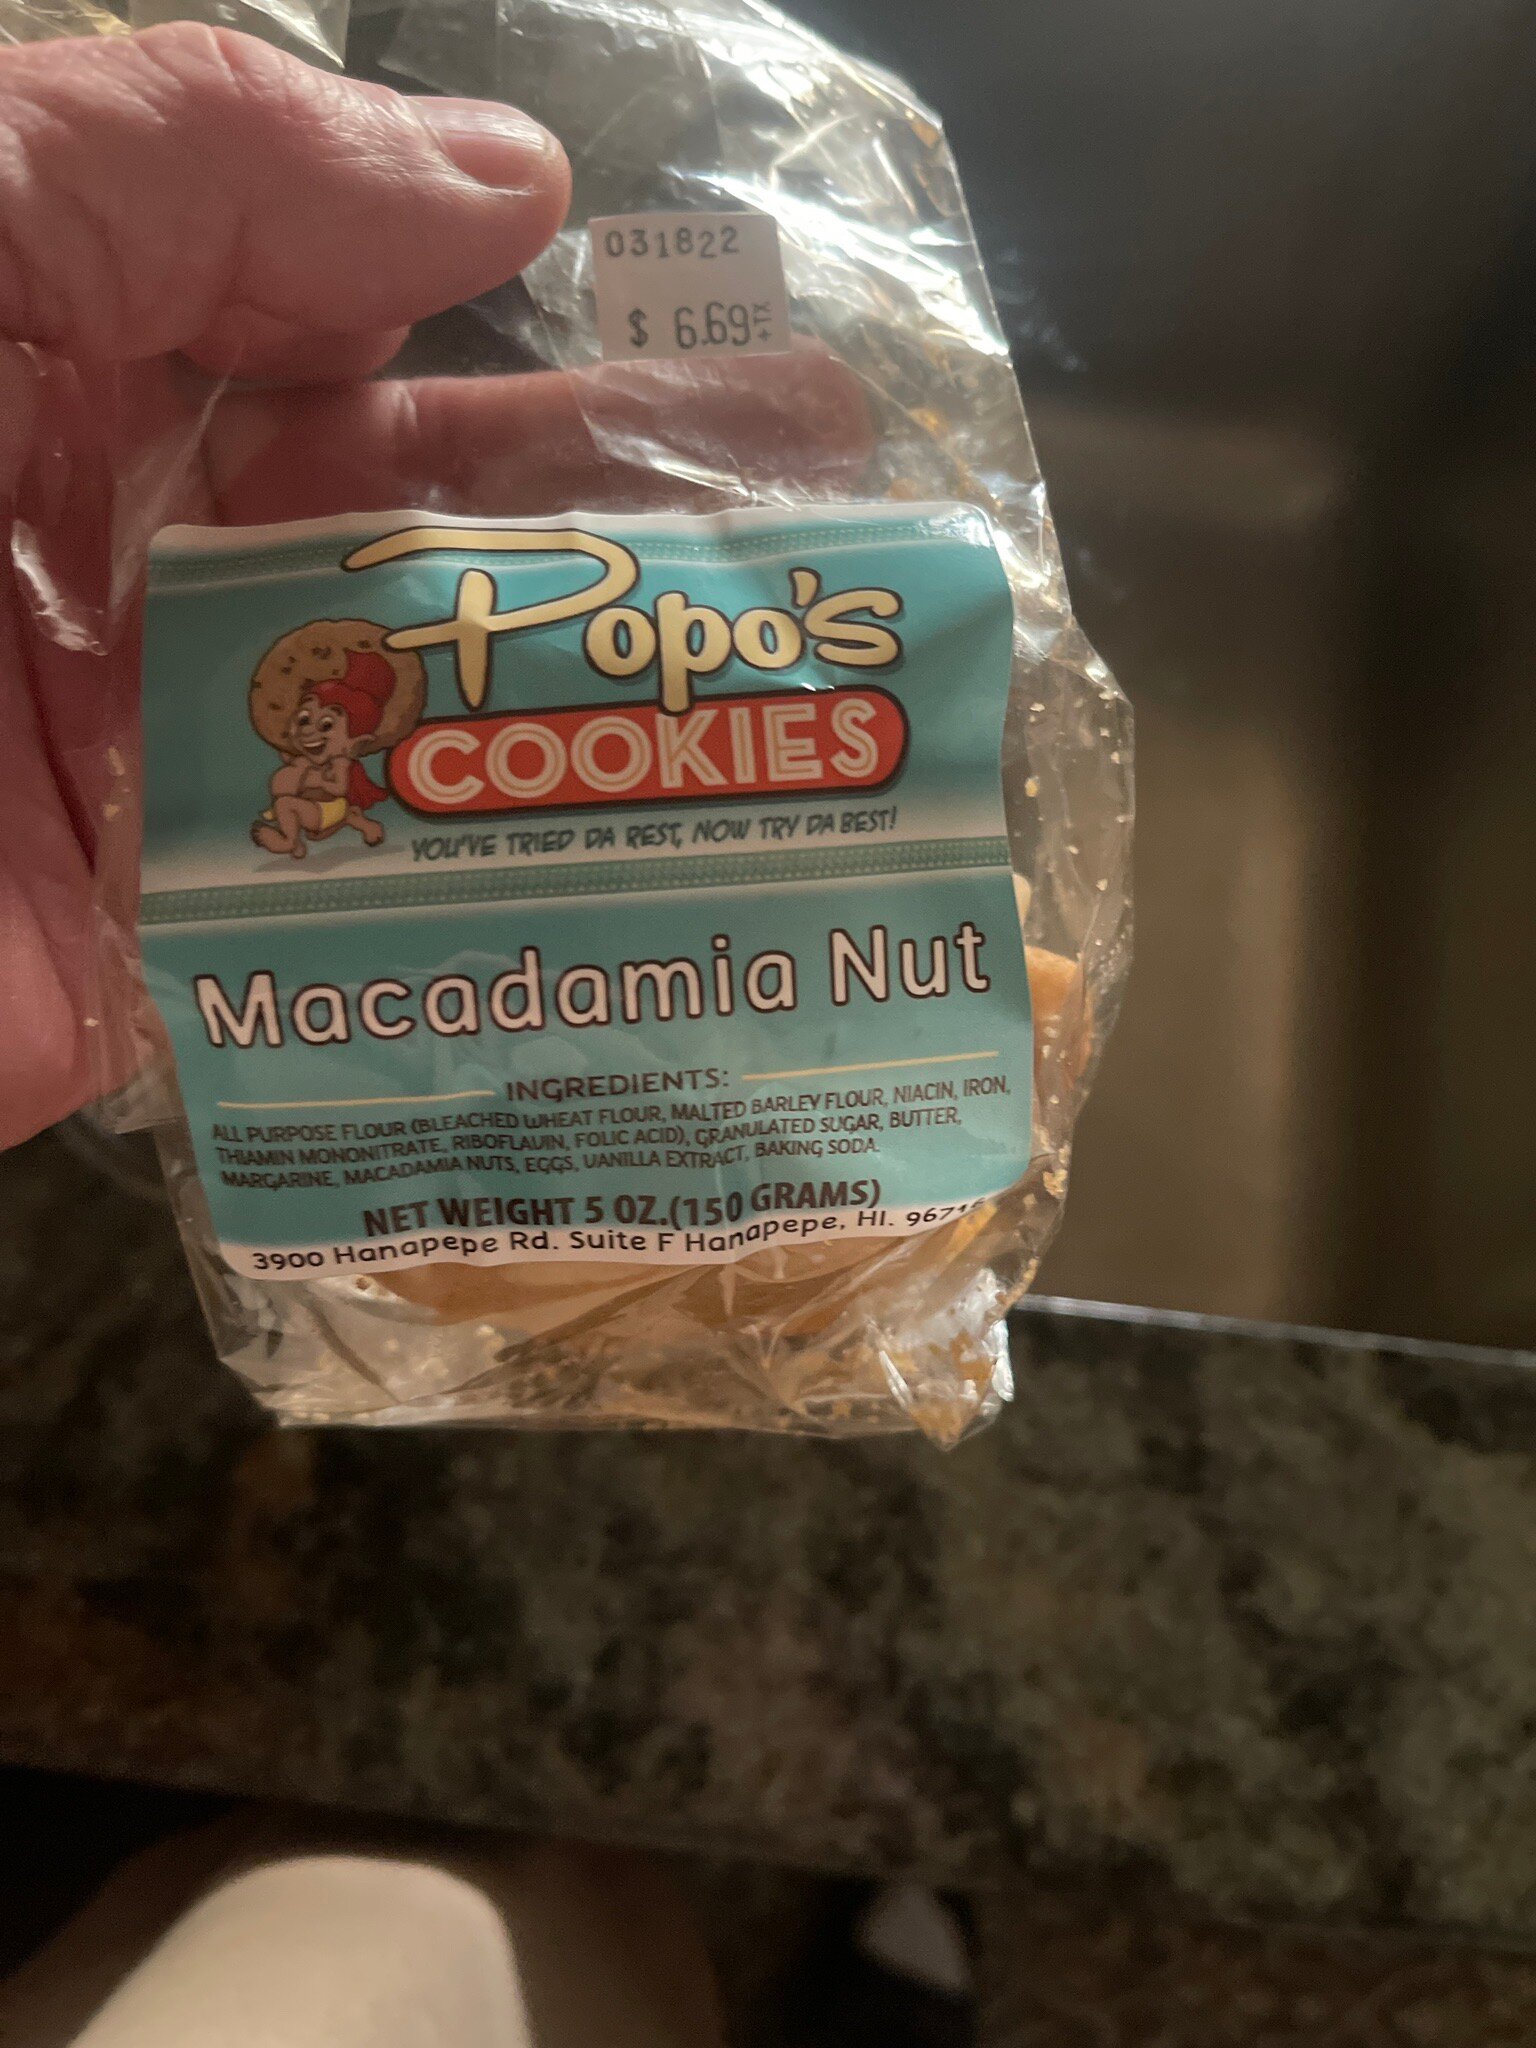 031822
$ 6.69 +TX
Popo's
COOKIES
YOU'VE TRIED DA REST, NOW TRY DA BEST!
Macadamia Nut
INGREDIENTS:
ALL PURPOSE FLOUR (BLEACHED WHEAT FLOUR, MALTED BARLEY FLOUR, NIACIN, IRON,
THIAMIN MONONITRATE, RIBOFLAVIN, FOLIC ACID), GRANULATED SUGAR, BUTTER,
MARGARINE, MACADAMIA NUTS, EGGS, VANILLA EXTRACT, BAKING SODA.
NET WEIGHT 5 OZ.(150 GRAMS)
3900 Hanapepe Rd. Suite F Hanapepe, HI. 96716